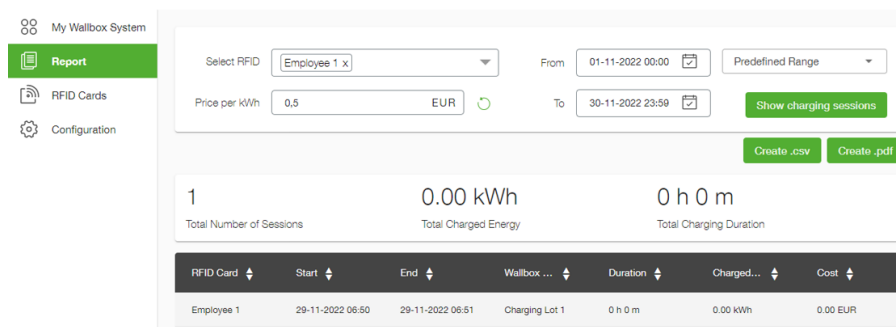 My Wallbox System
Report
RFID Cards
Configuration
Select RFID Employee 1 x From 01-11-2022 00:00 Predefined Range
Price per kWh 0,5 EUR To 30-11-2022 23:59 Show charging sessions
Create .csv Create .pdf
1 0.00 kWh 0 h 0 m
Total Number of Sessions Total Charged Energy Total Charging Duration
RFID Card Start End Wallbox ... Duration Charged... Cost
Employee 1 29-11-2022 06:50 29-11-2022 06:51 Charging Lot 1 0 h 0 m 0.00 kWh 0.00 EUR